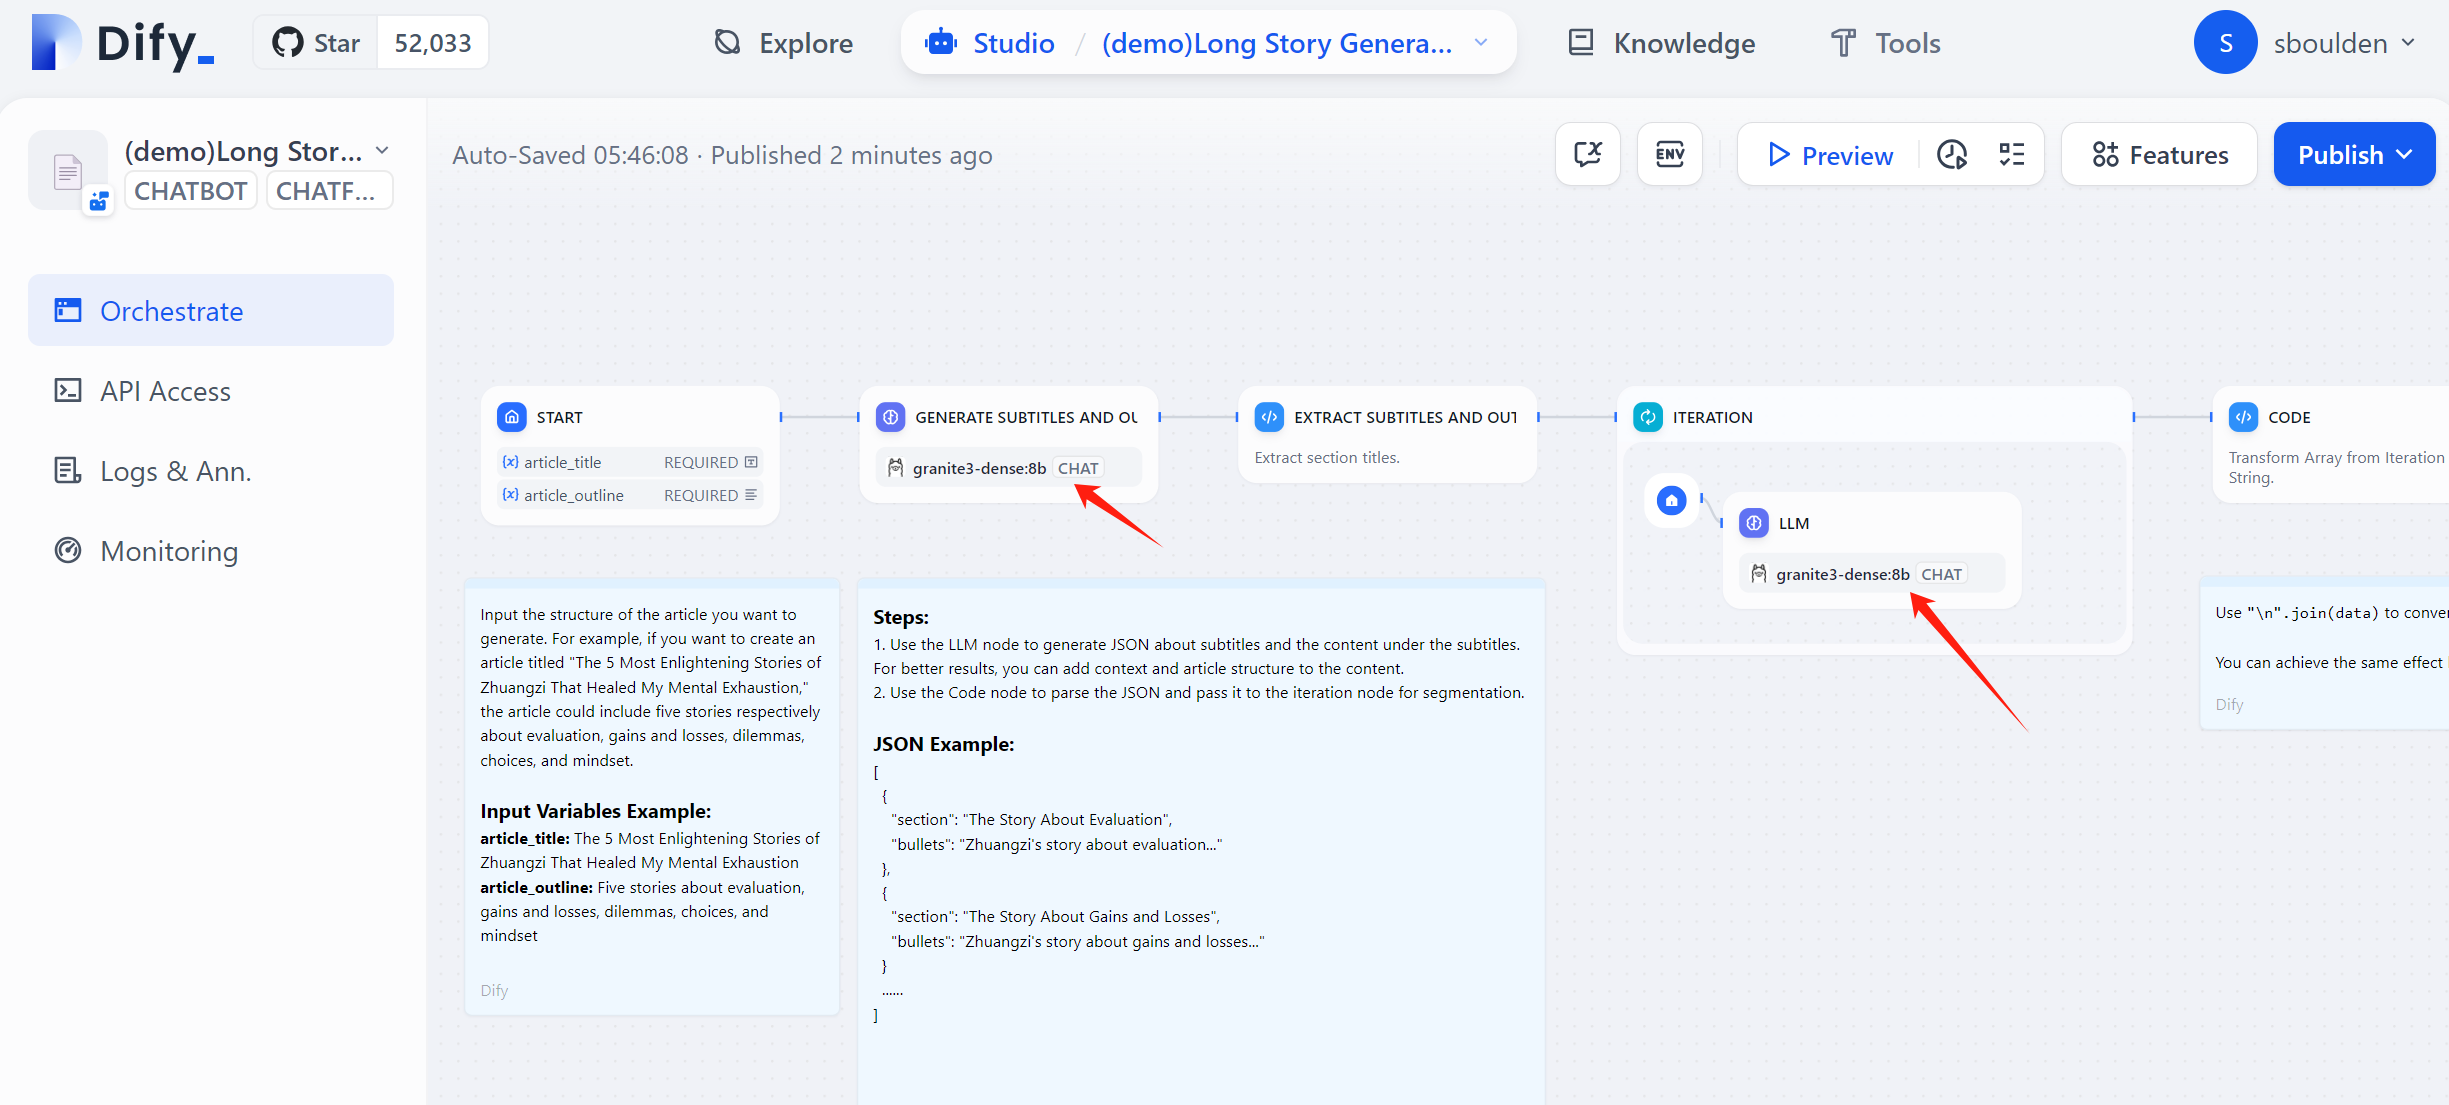 Dify_
Star 52,033
Explore
Studio / (demo)Long Story Genera...
Knowledge
Tools
S sboulden
(demo)Long Stor...
CHATBOT CHATF...
Orchestrate
API Access
Logs & Ann.
Monitoring
Auto-Saved 05:46:08 · Published 2 minutes ago
ENV
Preview
Features
Publish
START
{x} article_title REQUIRED
{x} article_outline REQUIRED
GENERATE SUBTITLES AND OU
granite3-dense:8b CHAT
EXTRACT SUBTITLES AND OUT
Extract section titles.
ITERATION
LLM
granite3-dense:8b CHAT
CODE
Transform Array from Iteration
String.
Input the structure of the article you want to
generate. For example, if you want to create an
article titled "The 5 Most Enlightening Stories of
Zhuangzi That Healed My Mental Exhaustion,"
the article could include five stories respectively
about evaluation, gains and losses, dilemmas,
choices, and mindset.
Input Variables Example:
article_title: The 5 Most Enlightening Stories of
Zhuangzi That Healed My Mental Exhaustion
article_outline: Five stories about evaluation,
gains and losses, dilemmas, choices, and
mindset
Dify
Steps:
1. Use the LLM node to generate JSON about subtitles and the content under the subtitles.
For better results, you can add context and article structure to the content.
2. Use the Code node to parse the JSON and pass it to the iteration node for segmentation.
JSON Example:
[
{
"section": "The Story About Evaluation",
"bullets": "Zhuangzi's story about evaluation..."
},
{
"section": "The Story About Gains and Losses",
"bullets": "Zhuangzi's story about gains and losses..."
}
......
]
Use "\n".join(data) to conver
You can achieve the same effect
Dify